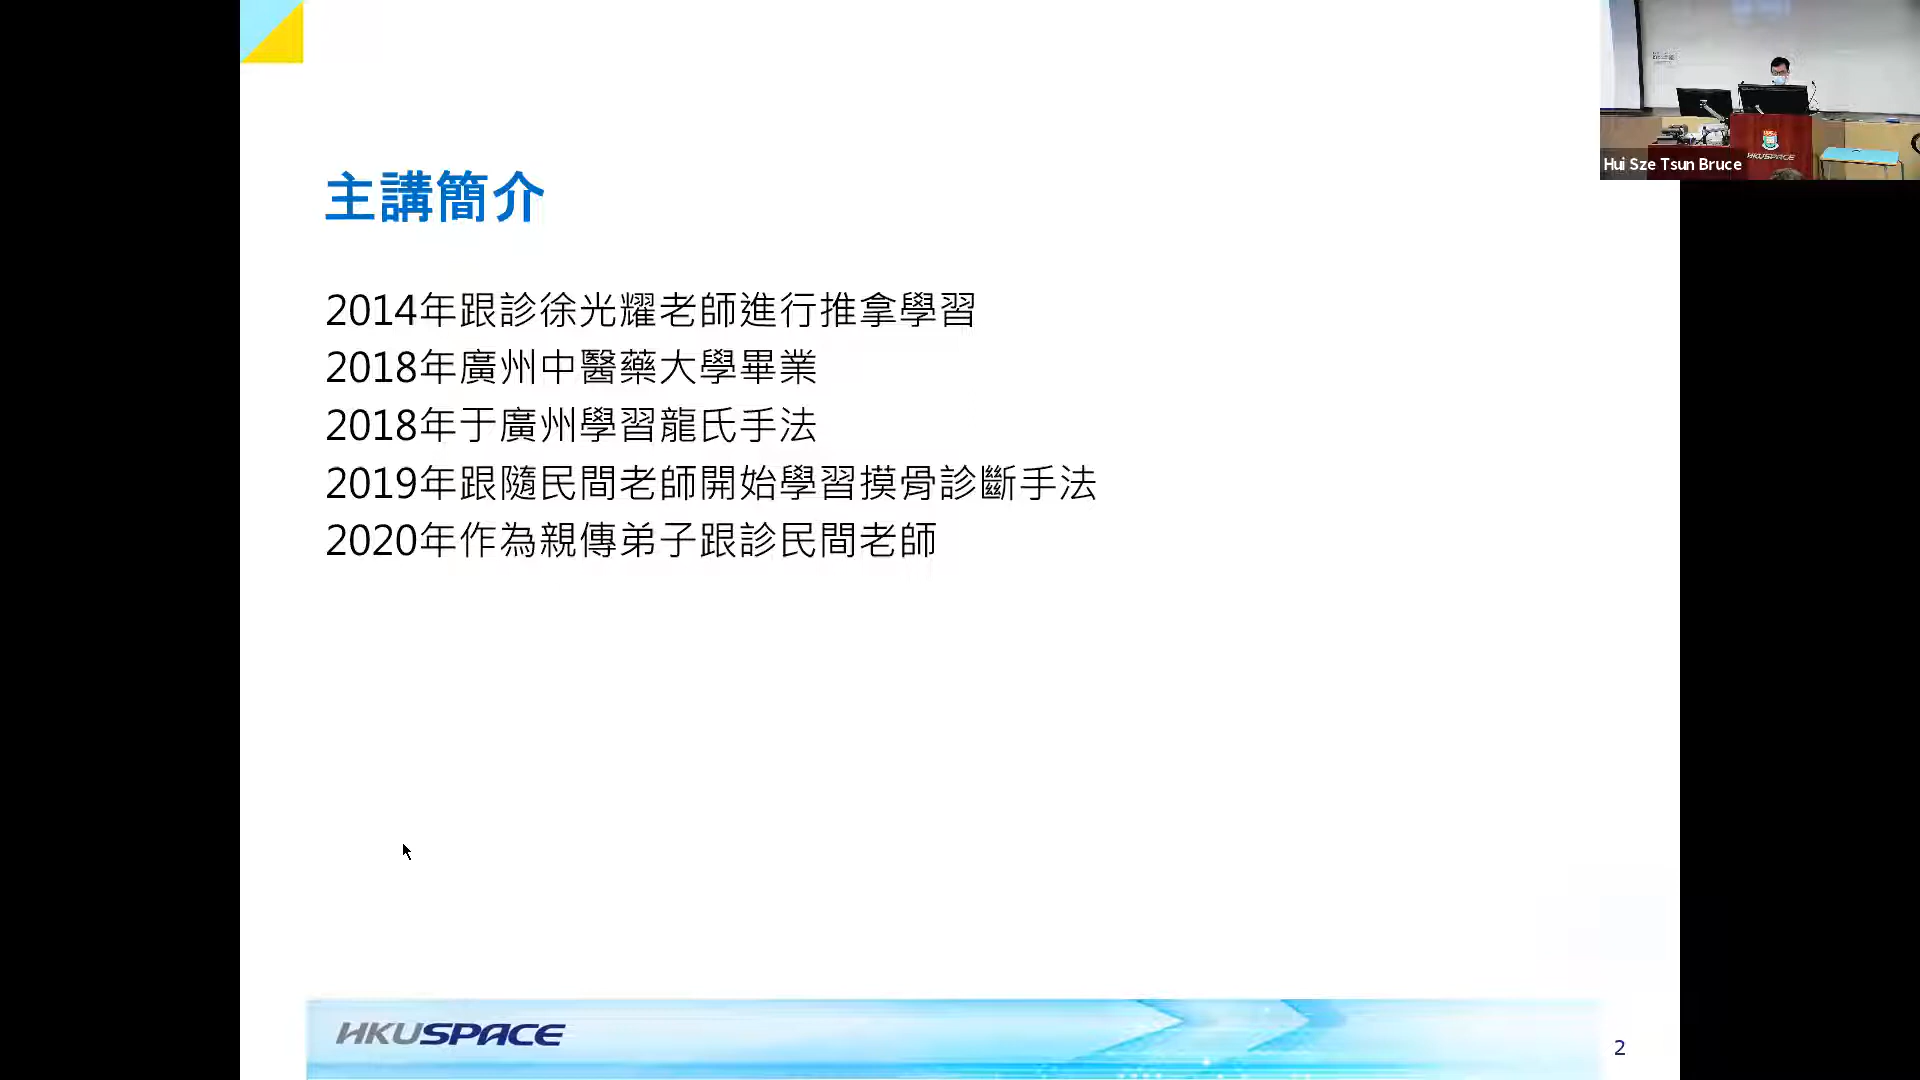 主講簡介
2014年跟診徐光耀老師進行推拿學習
2018年廣州中醫藥大學畢業
2018年于廣州學習龍氏手法
2019年跟隨民間老師開始學習摸骨診斷手法
2020年作為親傳弟子跟診民間老師
Hui Sze Tsun Bruce
HKUSPACE
HKUSPACE
2